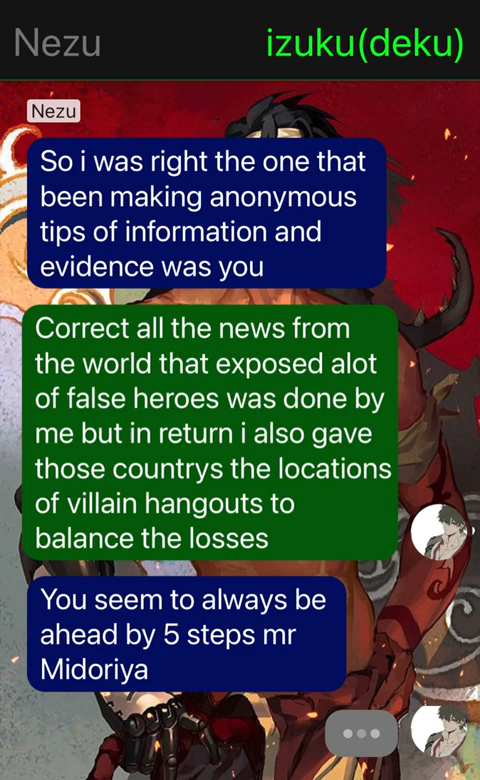 Nezu izuku(deku)
Nezu
So i was right the one that
been making anonymous
tips of information and
evidence was you
Correct all the news from
the world that exposed alot
of false heroes was done by
me but in return i also gave
those countrys the locations
of villain hangouts to
balance the losses
You seem to always be
ahead by 5 steps mr
Midoriya